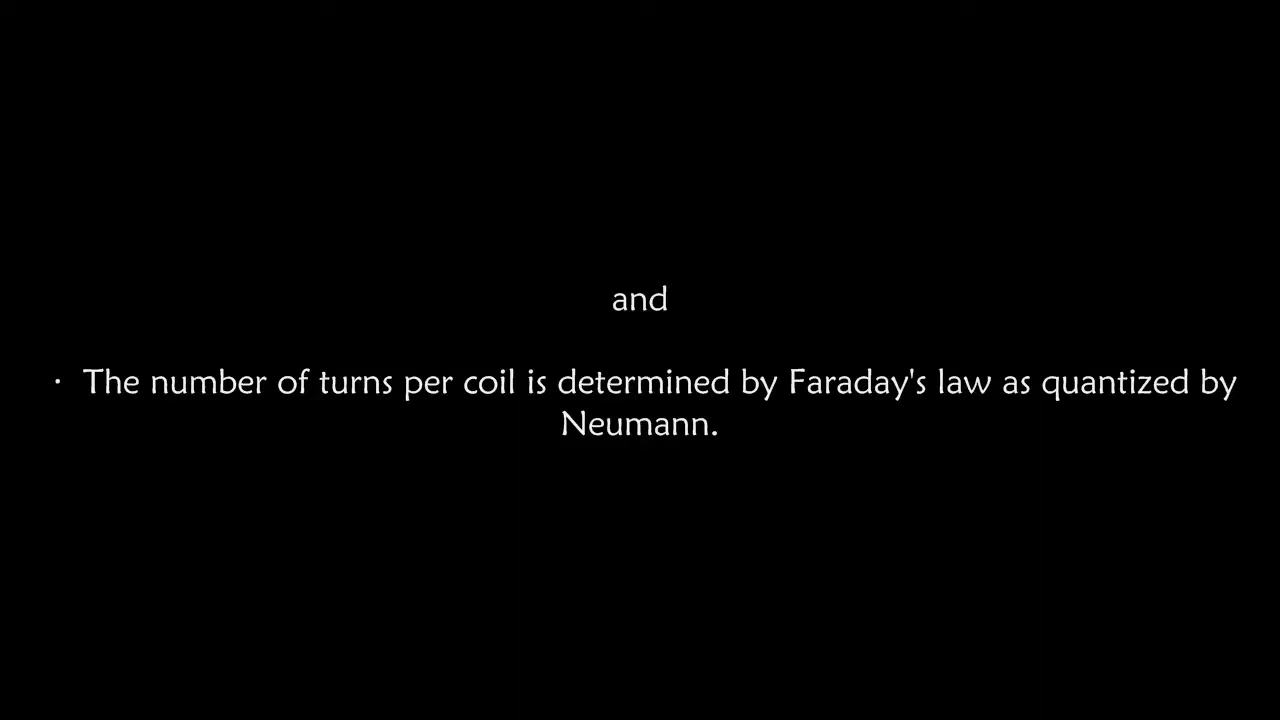 and
· The number of turns per coil is determined by Faraday's law as quantized by
Neumann.